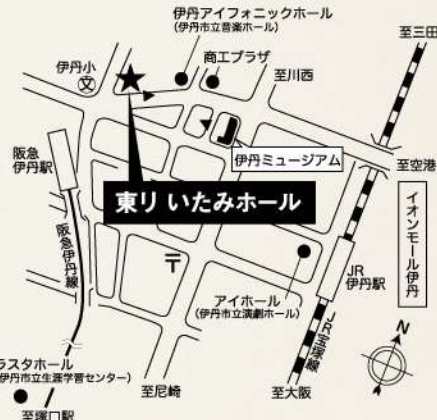 伊丹アイフォニックホール
(伊丹市立音楽ホール)
至三田
伊丹小
文
商工プラザ
至川西
阪急
伊丹駅
伊丹ミュージアム
至空港
東リ いたみホール
イオンモール伊丹
阪急伊丹線
〒
JR
伊丹駅
アイホール
(伊丹市立演劇ホール)
JR宝塚線
N
ラスタホール
伊丹市立生涯学習センター)
至塚口駅
至尼崎
至大阪